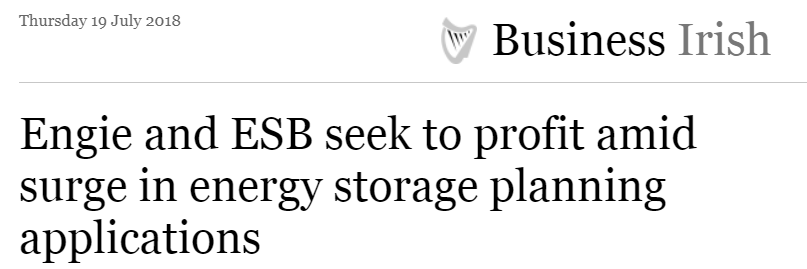 Thursday 19 July 2018
Business Irish
Engie and ESB seek to profit amid
surge in energy storage planning
applications